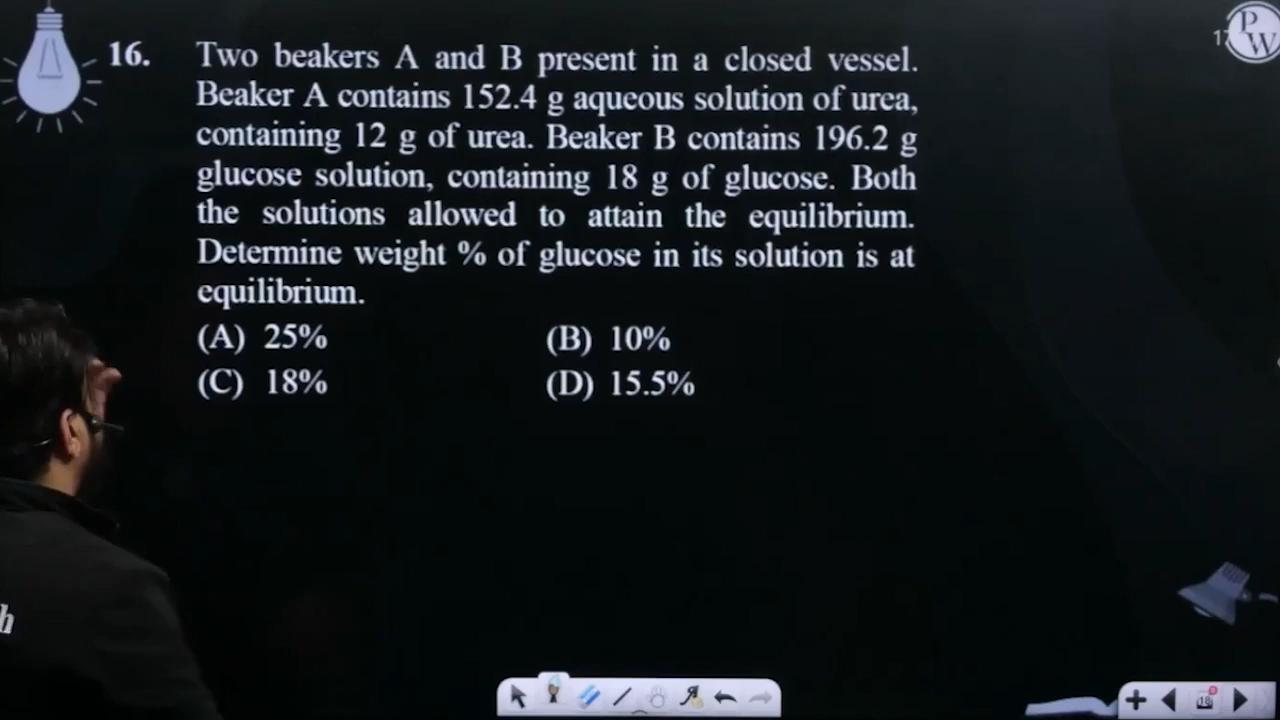 P
W
16. Two beakers A and B present in a closed vessel.
Beaker A contains 152.4 g aqueous solution of urea,
containing 12 g of urea. Beaker B contains 196.2 g
glucose solution, containing 18 g of glucose. Both
the solutions allowed to attain the equilibrium.
Determine weight % of glucose in its solution is at
equilibrium.
(A) 25% (B) 10%
(C) 18% (D) 15.5%
h